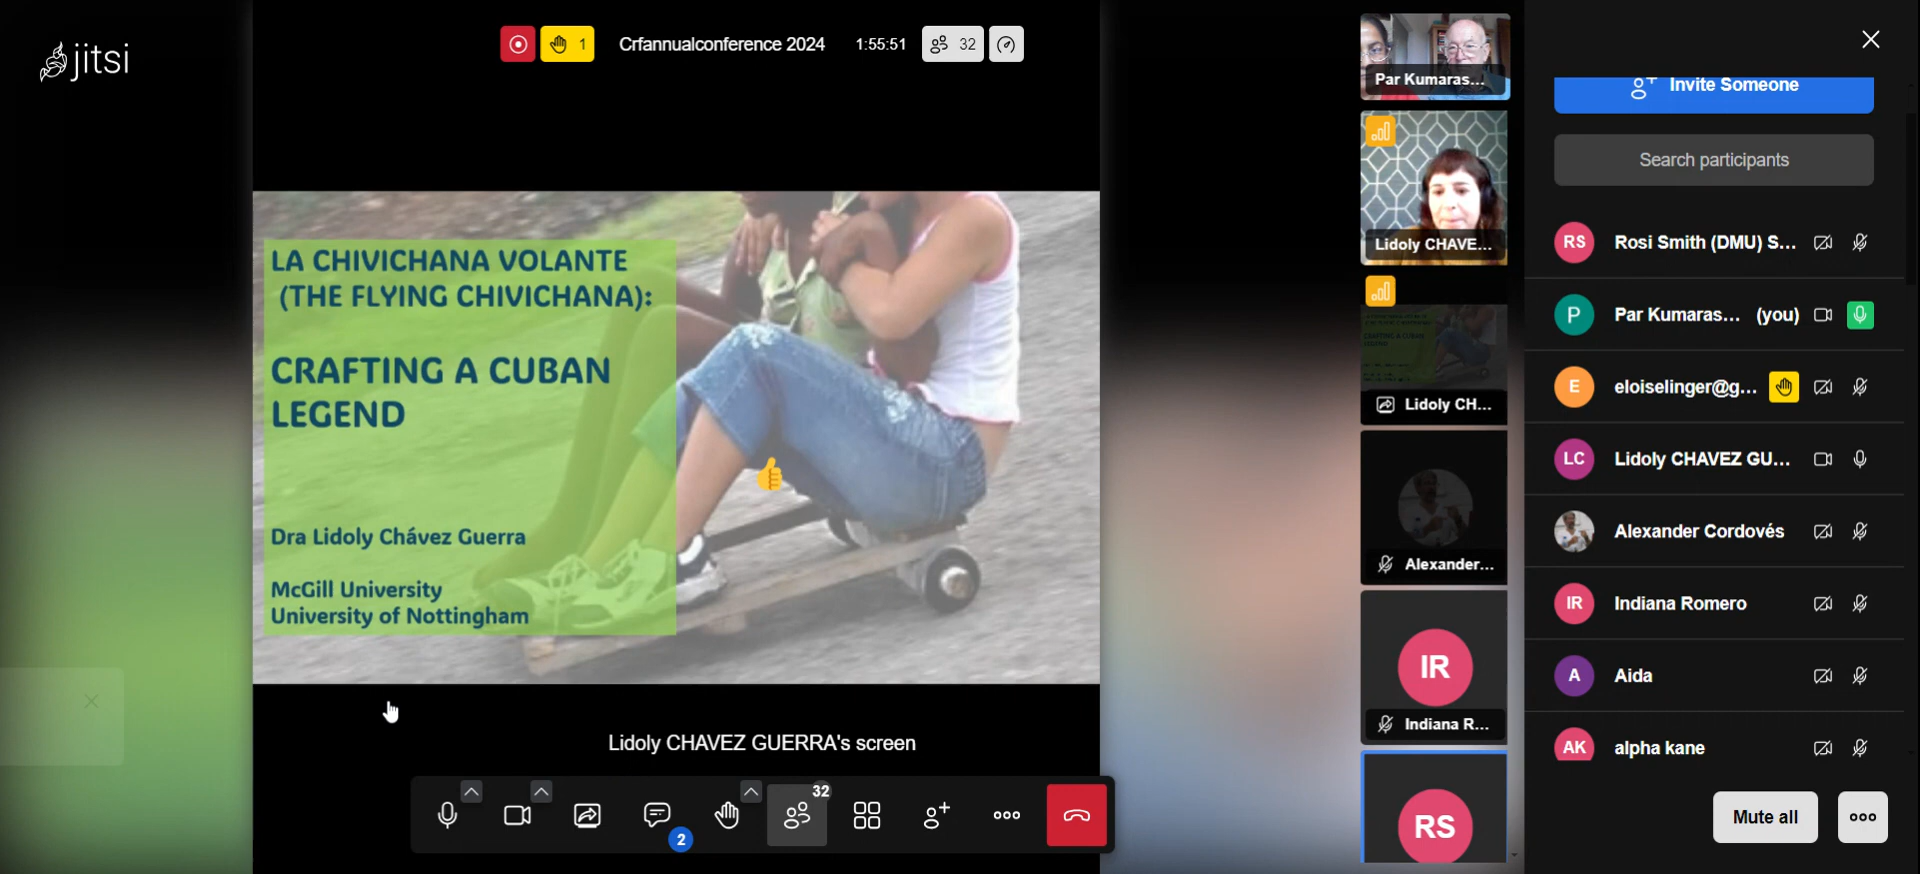 jitsi
1
Crfannualconference 2024
1:55:51
32
LA CHIVICHANA VOLANTE
(THE FLYING CHIVICHANA):
CRAFTING A CUBAN
LEGEND
Dra Lidoly Chávez Guerra
McGill University
University of Nottingham
Lidoly CHAVEZ GUERRA's screen
32
2
Par Kumaras...
Lidoly CHAVE...
Lidoly CH...
Alexander...
IR
Indiana R...
RS
Invite Someone
Search participants
RS Rosi Smith (DMU) S...
P Par Kumaras... (you)
E eloiselinger@g...
LC Lidoly CHAVEZ GU...
Alexander Cordovés
IR Indiana Romero
A Aida
AK alpha kane
Mute all